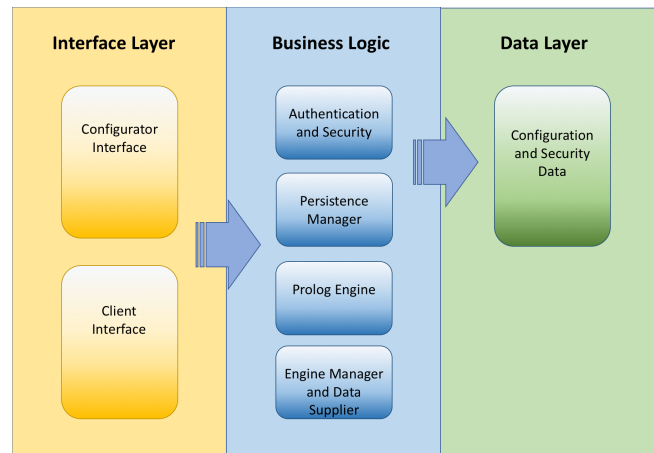 Interface Layer
Business Logic
Data Layer
Configurator
Interface
Client
Interface
Authentication
and Security
Persistence
Manager
Prolog Engine
Engine Manager
and Data
Supplier
Configuration
and Security
Data